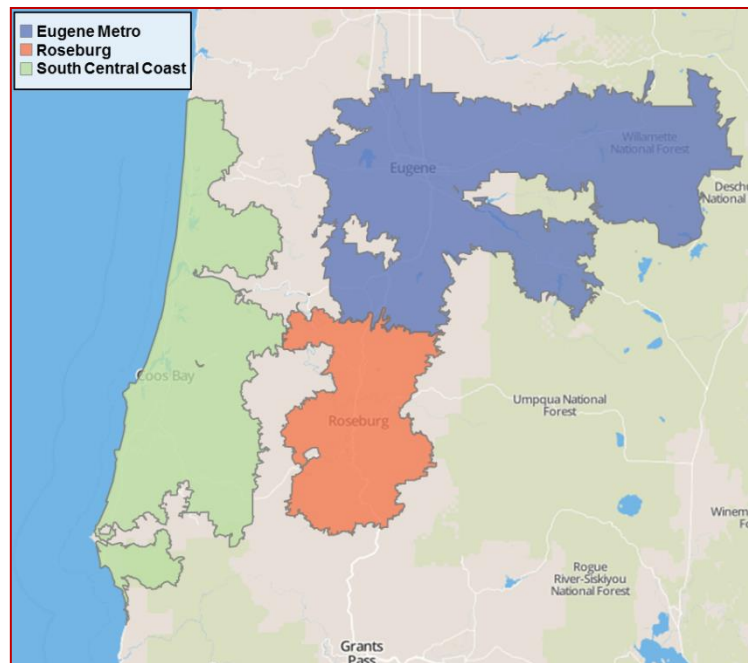 Eugene Metro
Roseburg
South Central Coast
Willamette
National Forest
Eugene
Desch
National
Coos Bay
Umpqua National
Forest
Roseburg
Winem
Fo
Rogue
River-Siskiyou
National Forest
Grants
Pass